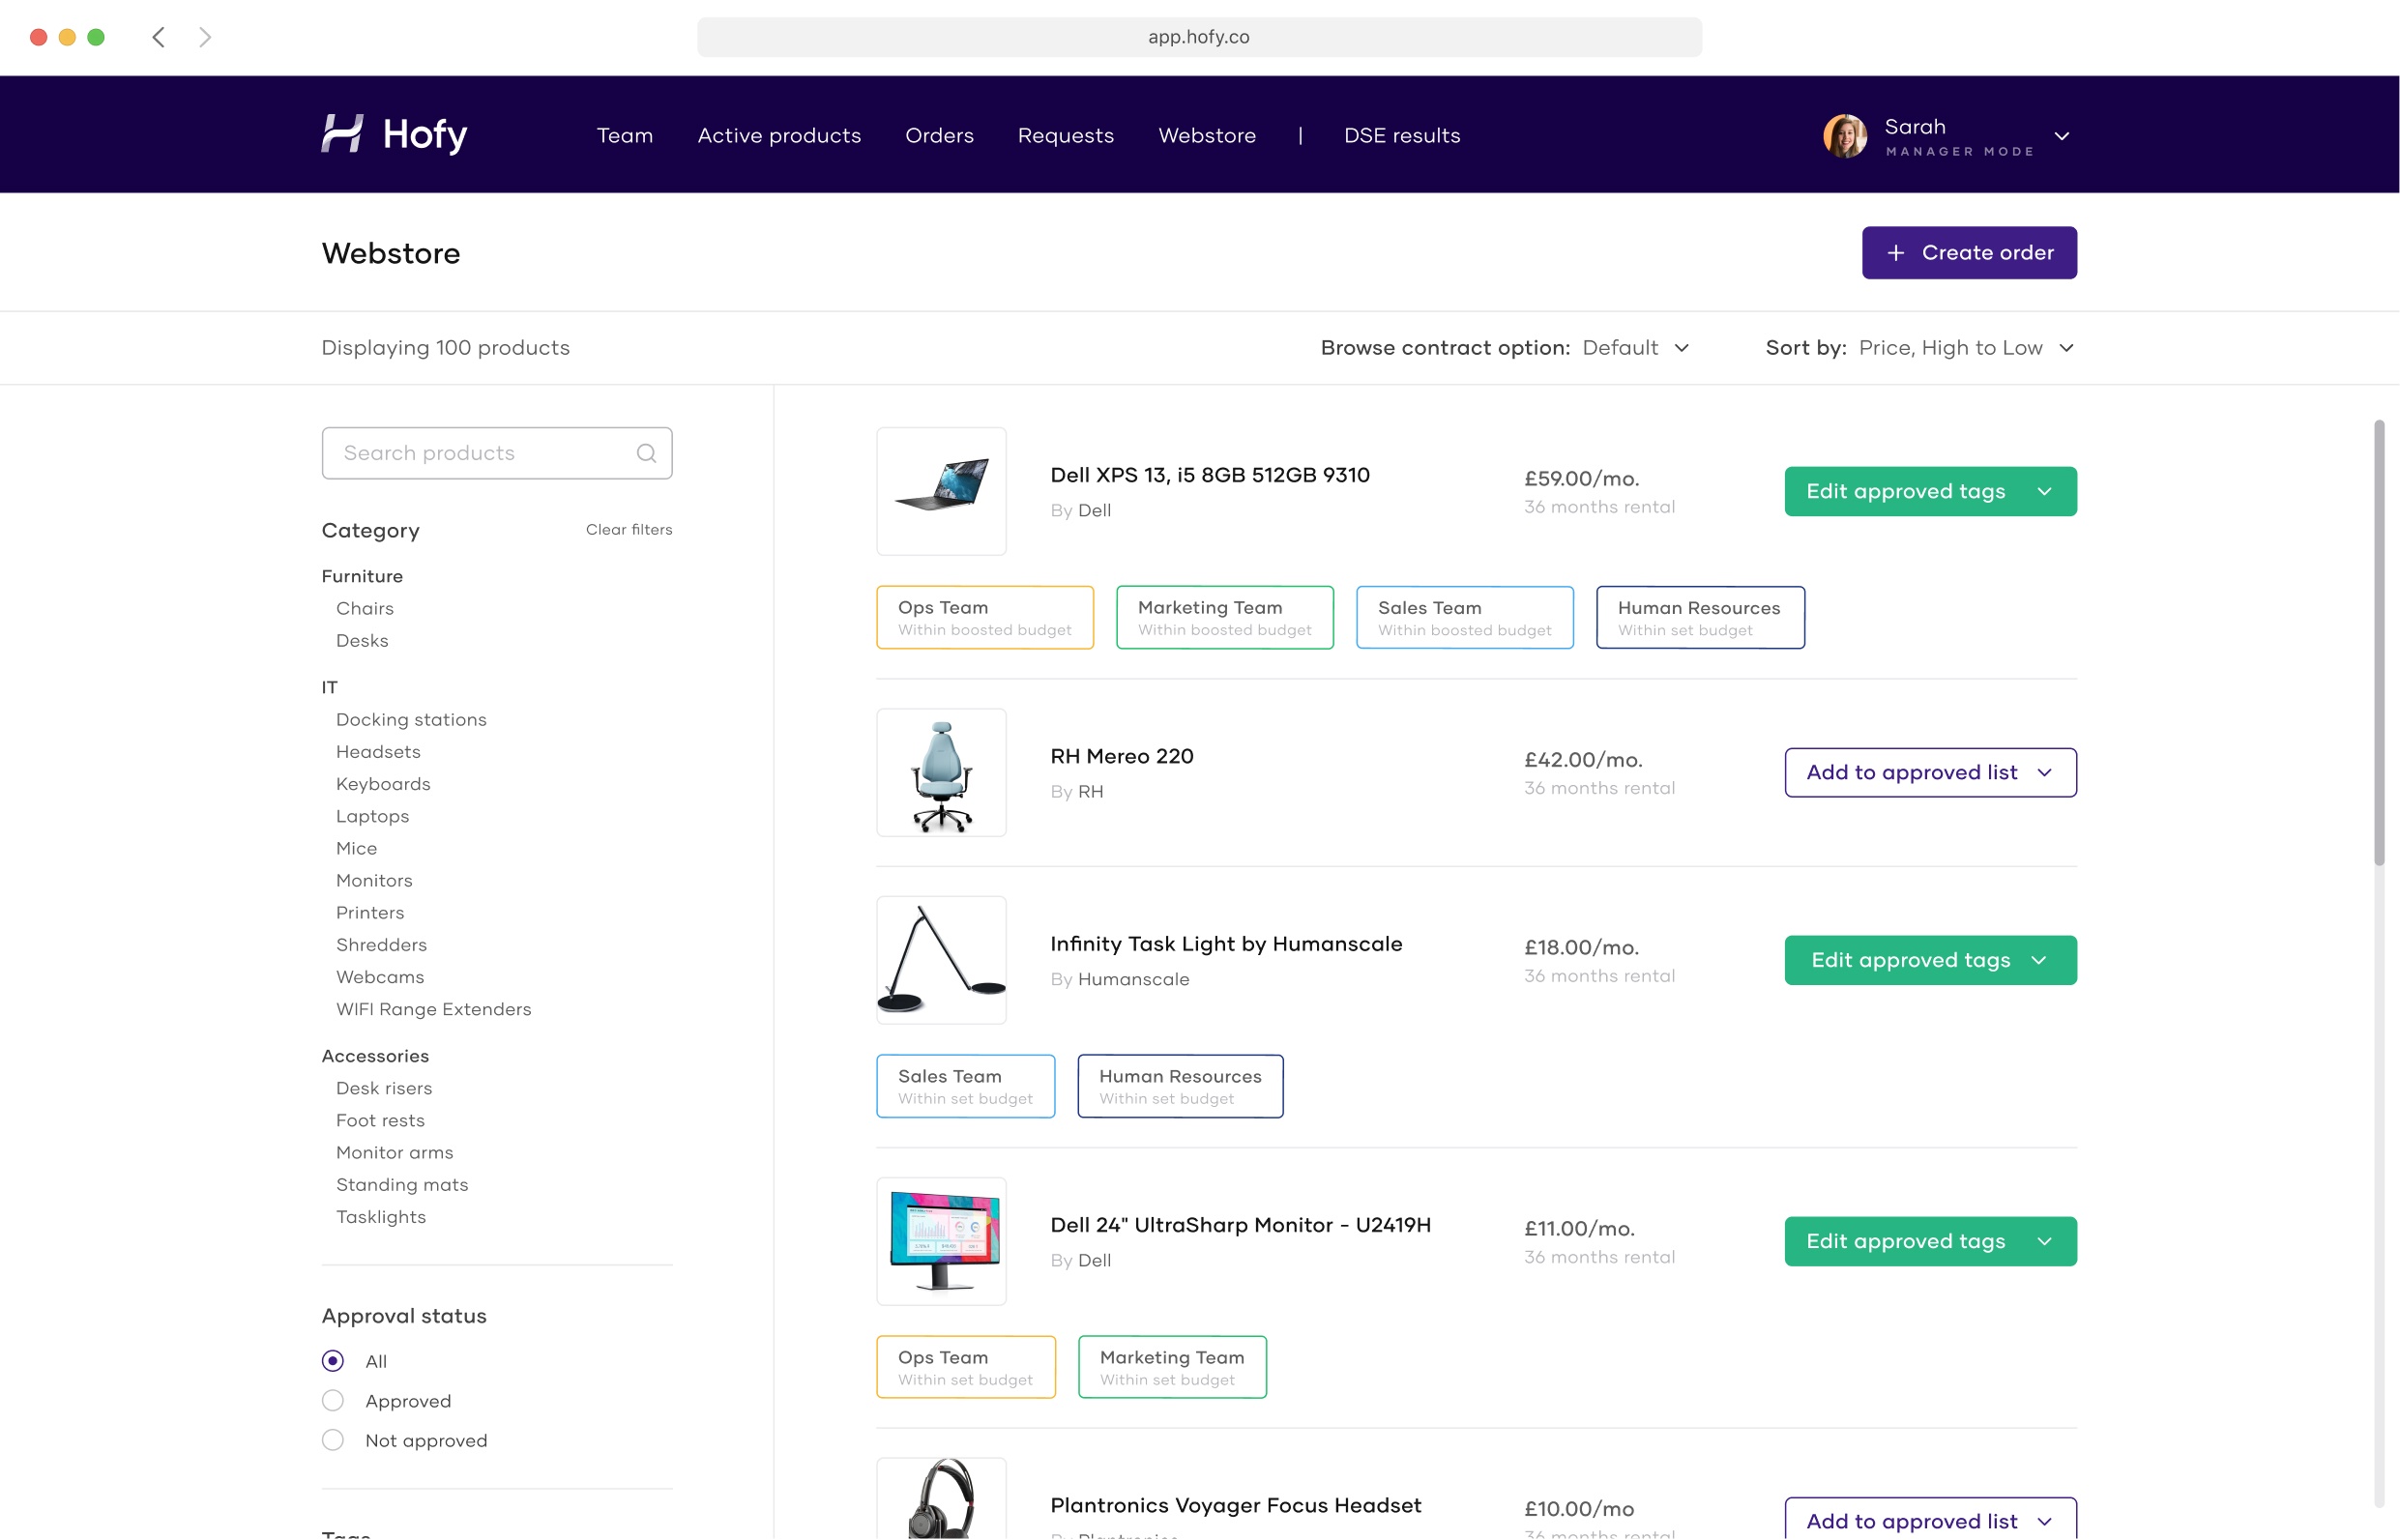 app.hofy.co
Hofy
Team
Active products
Orders
Requests
Webstore
|
DSE results
Sarah
MANAGER MODE
Webstore
+ Create order
Displaying 100 products
Browse contract option: Default
Sort by: Price, High to Low
Search products
Category
Clear filters
Furniture
Chairs
Desks
IT
Docking stations
Headsets
Keyboards
Laptops
Mice
Monitors
Printers
Shredders
Webcams
WIFI Range Extenders
Accessories
Desk risers
Foot rests
Monitor arms
Standing mats
Tasklights
Approval status
All
Approved
Not approved
Tags
Dell XPS 13, i5 8GB 512GB 9310
By Dell
£59.00/mo.
36 months rental
Edit approved tags
Ops Team
Within boosted budget
Marketing Team
Within boosted budget
Sales Team
Within boosted budget
Human Resources
Within set budget
RH Mereo 220
By RH
£42.00/mo.
36 months rental
Add to approved list
Infinity Task Light by Humanscale
By Humanscale
£18.00/mo.
36 months rental
Edit approved tags
Sales Team
Within set budget
Human Resources
Within set budget
Dell 24" UltraSharp Monitor - U2419H
By Dell
£11.00/mo.
36 months rental
Edit approved tags
Ops Team
Within set budget
Marketing Team
Within set budget
Plantronics Voyager Focus Headset
By Plantronics
£10.00/mo
36 months rental
Add to approved list